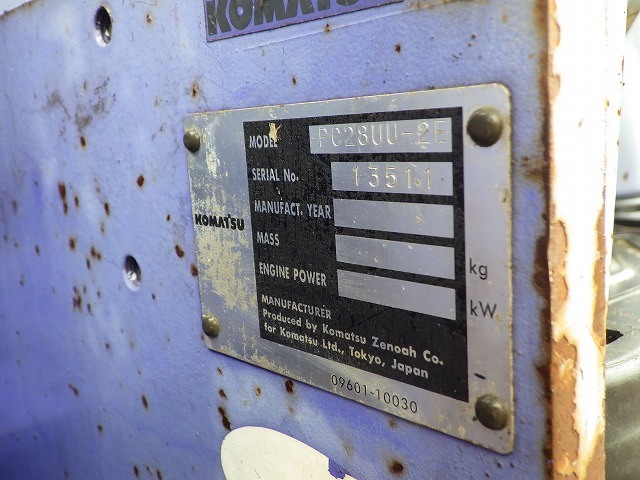 KOMATSU
MODEL PC28UU-2E
SERIAL No. 13511
MANUFACT. YEAR
KOMATSU
MASS kg
ENGINE POWER kW
MANUFACTURER
Produced by Komatsu Zenoah Co.
for Komatsu Ltd., Tokyo, Japan
09601-10030